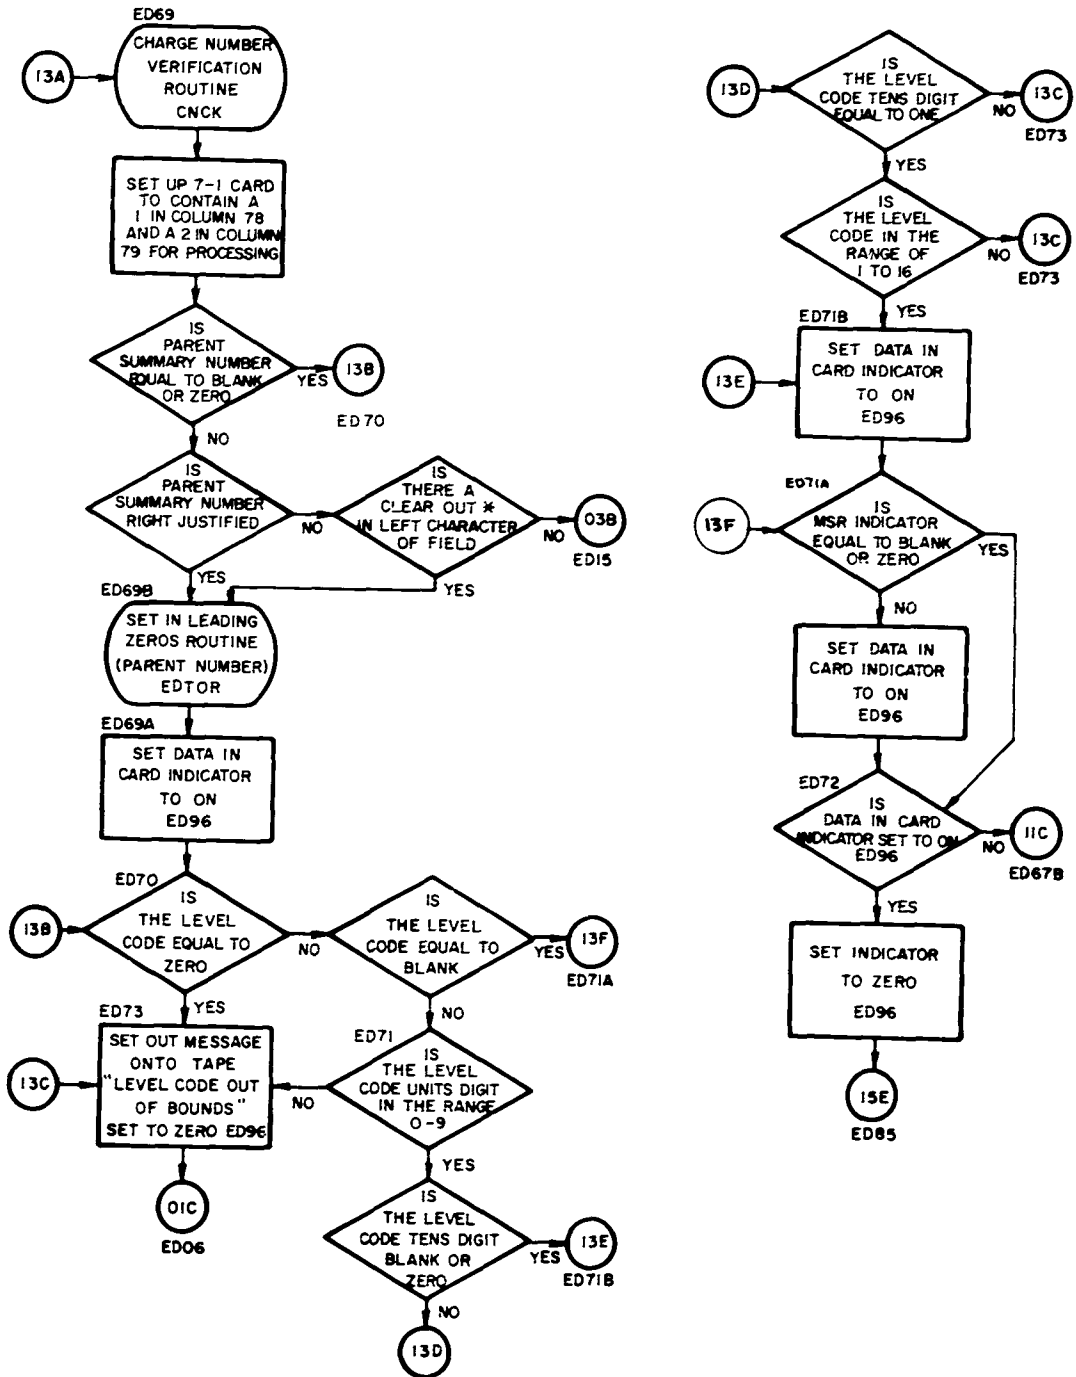 ED69
13A
CHARGE NUMBER
VERIFICATION
ROUTINE
CNCK
SET UP 7-1 CARD
TO CONTAIN A
1 IN COLUMN 78
AND A 2 IN COLUMN
79 FOR PROCESSING
IS
PARENT
SUMMARY NUMBER
EQUAL TO BLANK
OR ZERO
YES
13B
ED70
NO
IS
PARENT
SUMMARY NUMBER
RIGHT JUSTIFIED
NO
IS
THERE A
CLEAR OUT *
IN LEFT CHARACTER
OF FIELD
NO
03B
ED15
YES
YES
ED69B
SET IN LEADING
ZEROS ROUTINE
(PARENT NUMBER)
EDTOR
ED69A
SET DATA IN
CARD INDICATOR
TO ON
ED96
ED70
13B
IS
THE LEVEL
CODE EQUAL TO
ZERO
NO
IS
THE LEVEL
CODE EQUAL TO
BLANK
YES
13F
ED71A
YES
NO
ED73
13C
SET OUT MESSAGE
ONTO TAPE
"LEVEL CODE OUT
OF BOUNDS"
SET TO ZERO ED96
01C
ED06
ED71
IS
THE LEVEL
CODE UNITS DIGIT
IN THE RANGE
0-9
NO
YES
IS
THE LEVEL
CODE TENS DIGIT
BLANK OR
ZERO
YES
13E
ED71B
NO
13D
13D
IS
THE LEVEL
CODE TENS DIGIT
EQUAL TO ONE
NO
13C
ED73
YES
IS
THE LEVEL
CODE IN THE
RANGE OF
1 TO 16
NO
13C
ED73
YES
ED71B
13E
SET DATA IN
CARD INDICATOR
TO ON
ED96
ED71A
13F
IS
MSR INDICATOR
EQUAL TO BLANK
OR ZERO
YES
NO
SET DATA IN
CARD INDICATOR
TO ON
ED96
ED72
IS
DATA IN CARD
INDICATOR SET TO ON
ED96
NO
11C
ED67B
YES
SET INDICATOR
TO ZERO
ED96
15E
ED85